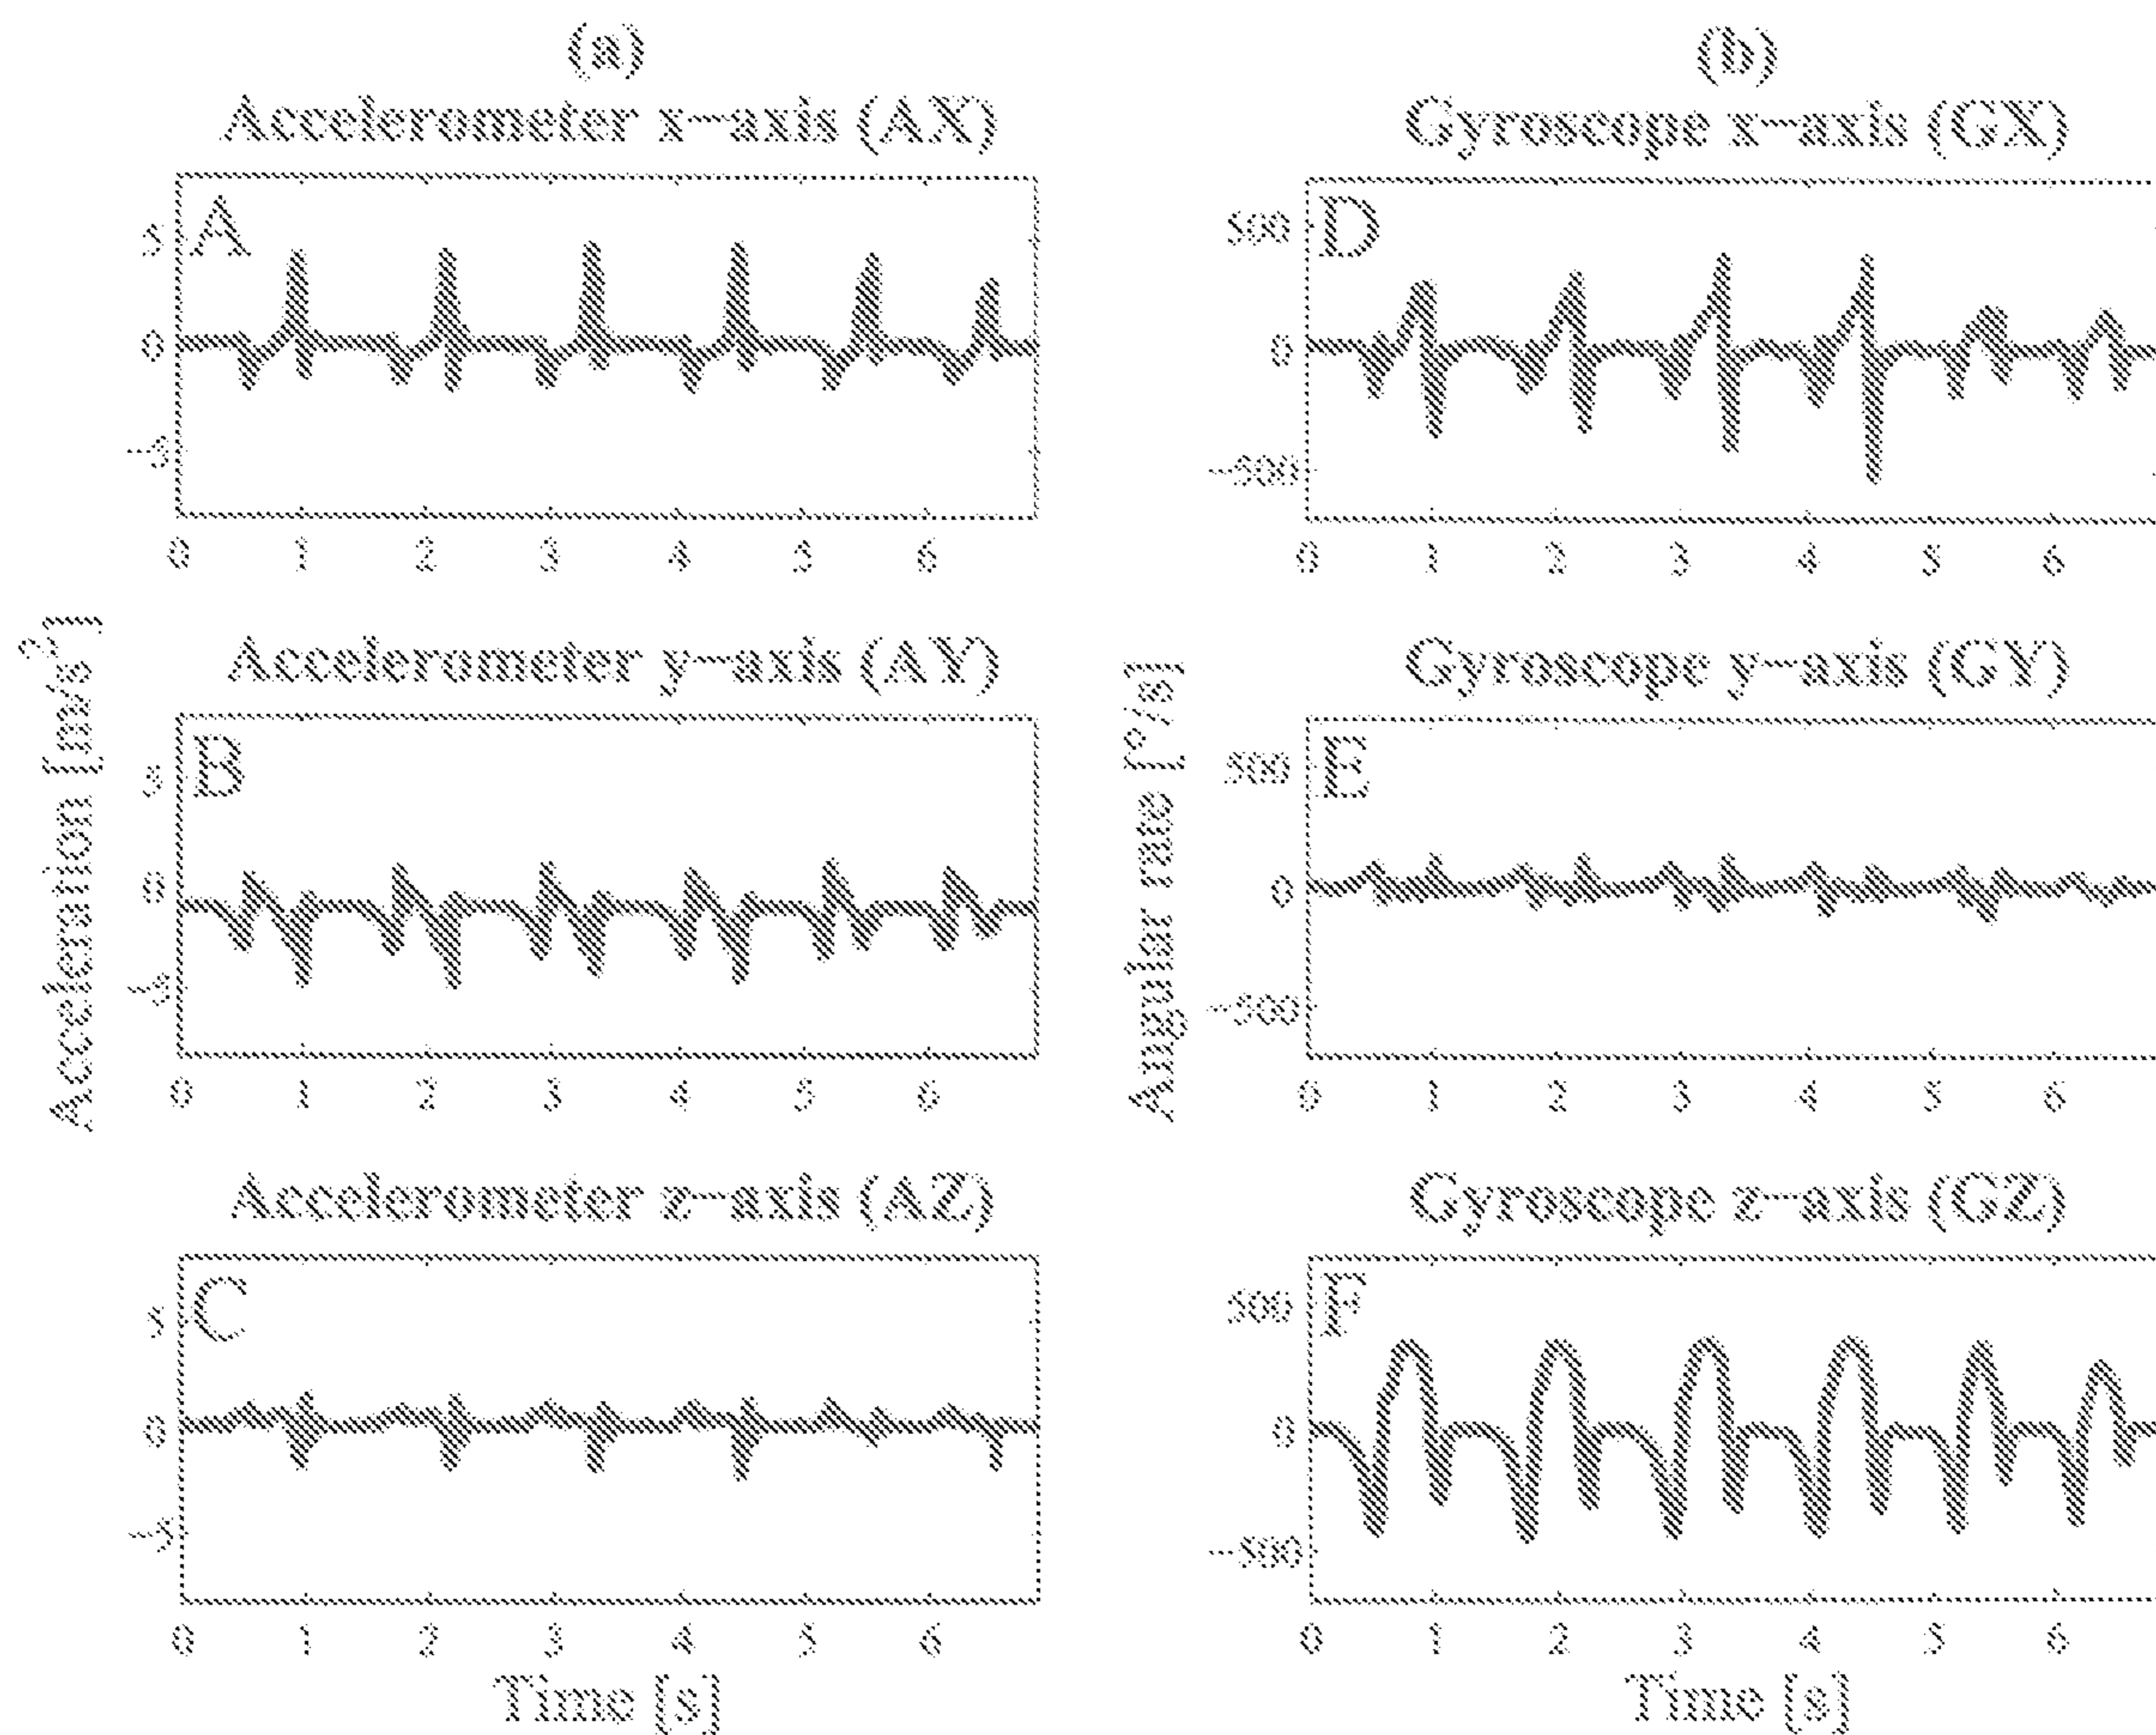 (a)
Accelerometer x-axis (AX)
A
5
0
-5
0 1 2 3 4 5 6
Accelerometer y-axis (AY)
B
5
0
-5
0 1 2 3 4 5 6
Acceleration [m/s²]
Accelerometer z-axis (AZ)
C
5
0
-5
0 1 2 3 4 5 6
Time [s]
(b)
Gyroscope x-axis (GX)
D
500
0
-500
0 1 2 3 4 5 6
Gyroscope y-axis (GY)
E
500
0
-500
0 1 2 3 4 5 6
Angular rate [°/s]
Gyroscope z-axis (GZ)
F
500
0
-500
0 1 2 3 4 5 6
Time [s]